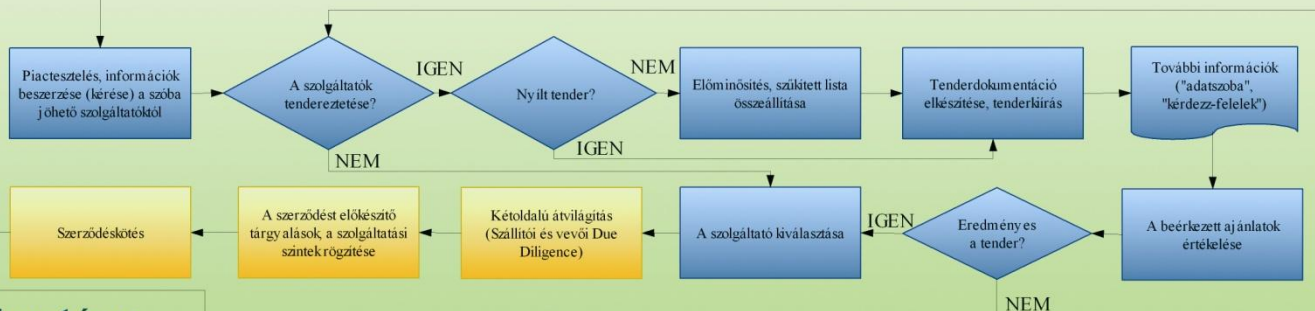 Piactesztelés, információk
beszerzése (kérése) a szóba
jöhető szolgáltatóktól
A szolgáltatók
tendereztetése?
IGEN
Nyílt tender?
NEM
Előminősítés, szűkített lista
összeállítása
Tenderdokumentáció
elkészítése, tenderkiírás
További információk
("adatszoba",
"kérdezz-felelek")
IGEN
NEM
Szerződéskötés
A szerződést előkészítő
tárgyalások, a szolgáltatási
szintek rögzítése
Kétoldalú átvilágítás
(Szállítói és vevői Due
Diligence)
A szolgáltató kiválasztása
IGEN
Eredményes
a tender?
A beérkezett ajánlatok
értékelése
NEM